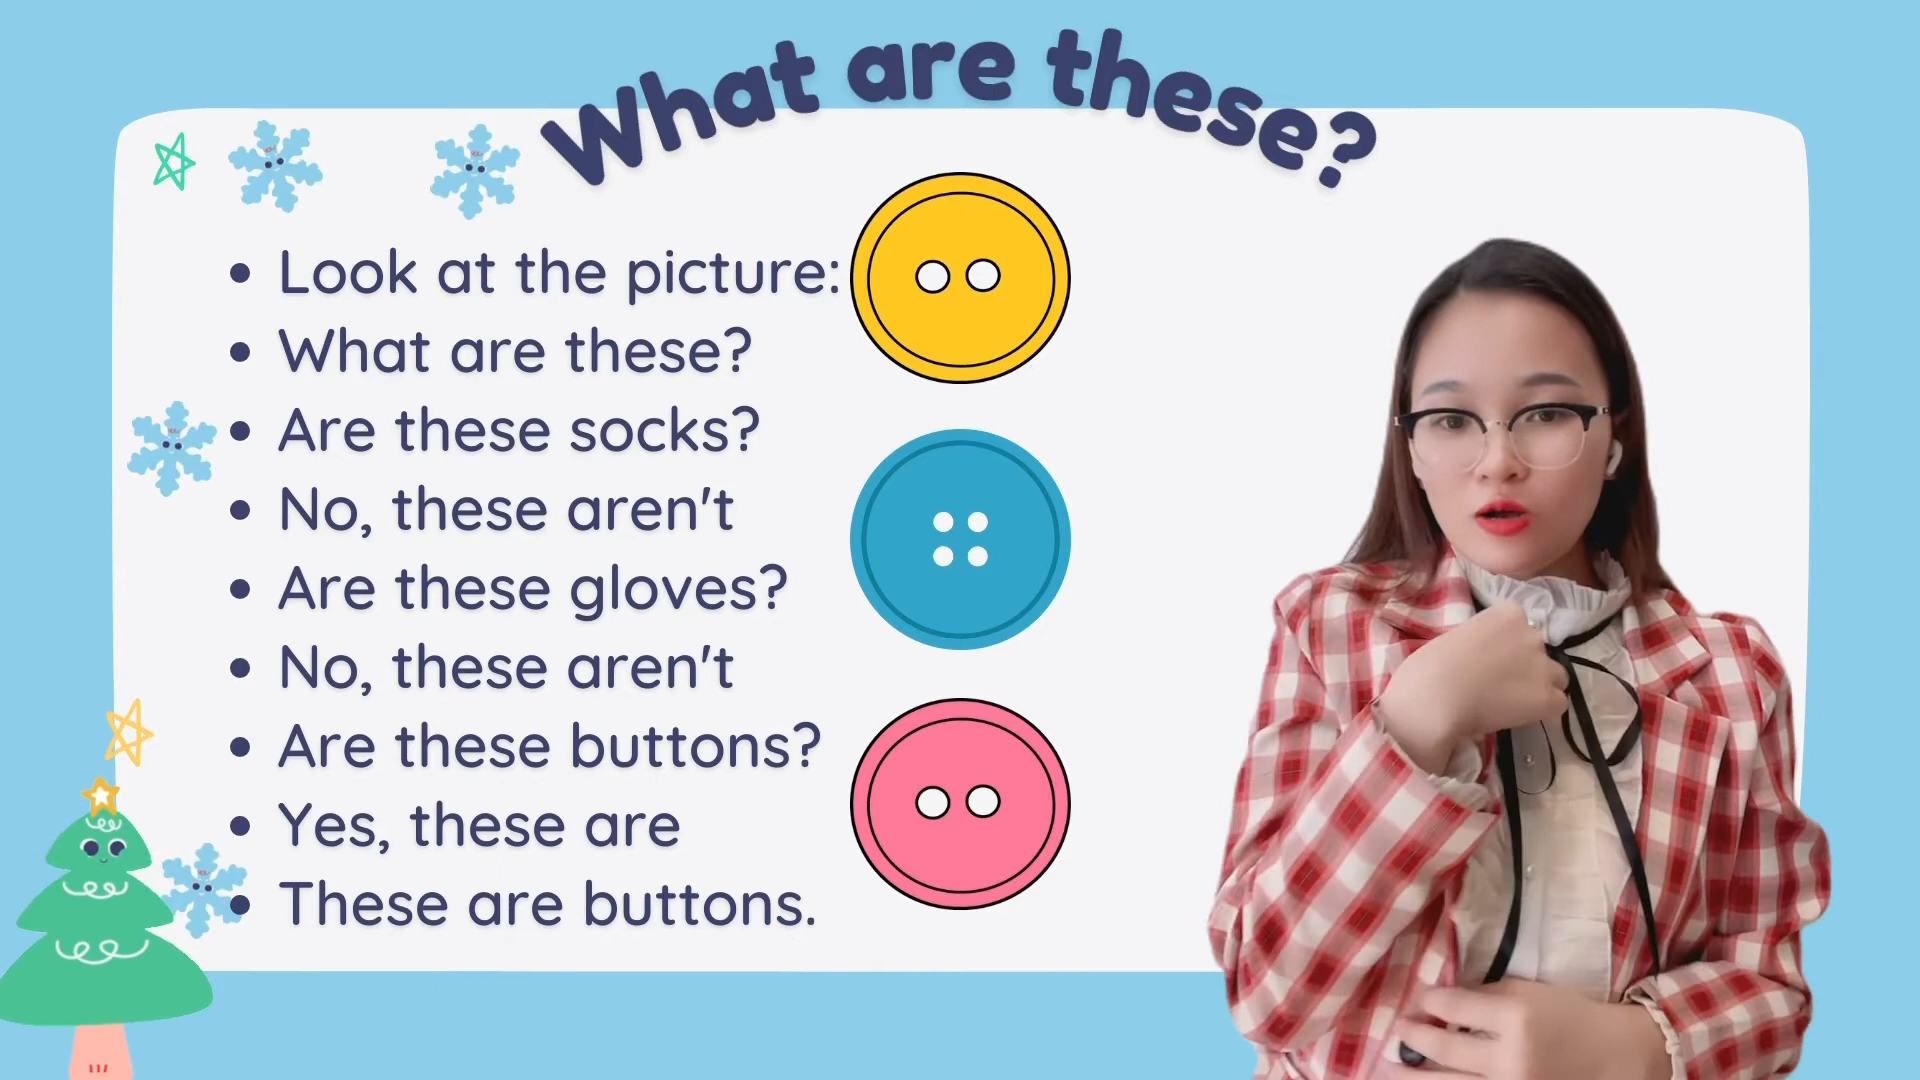 What are these?
Look at the picture:
What are these?
Are these socks?
No, these aren't
Are these gloves?
No, these aren't
Are these buttons?
Yes, these are
These are buttons.